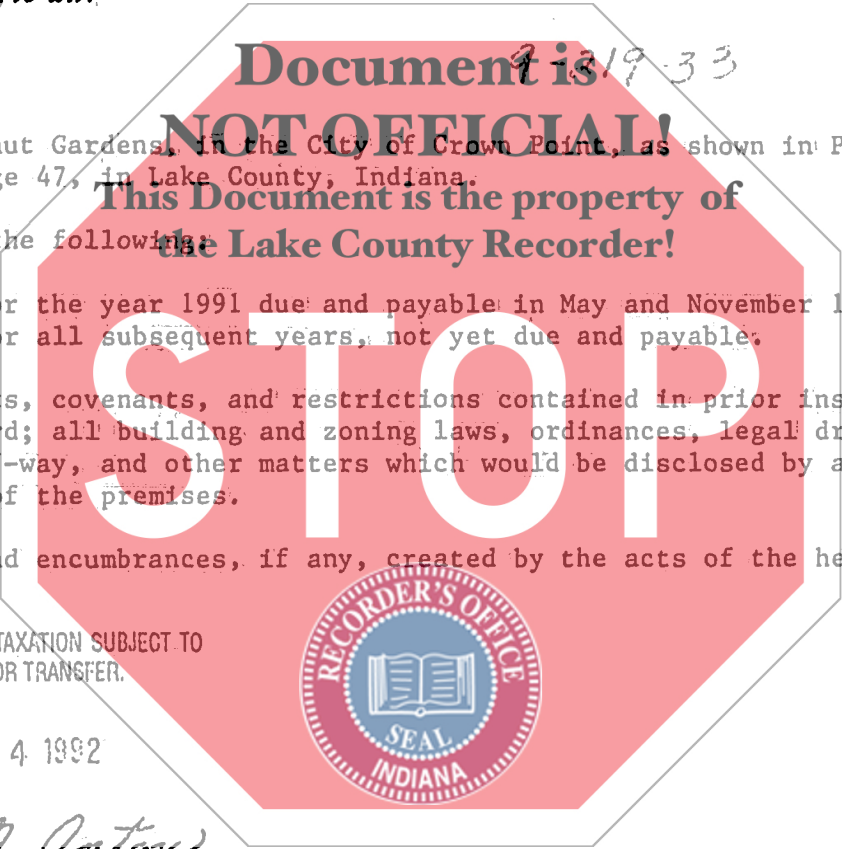 Document is
9-319-33
NOT OFFICIAL!
ut Gardens, in the City of Crown Point, as shown in P
e 47, in Lake County, Indiana.
This Document is the property of
the Lake County Recorder!
he following:
r the year 1991 due and payable in May and November 1
r all subsequent years, not yet due and payable.
STOP
s, covenants, and restrictions contained in prior ins
d; all building and zoning laws, ordinances, legal dr
-way, and other matters which would be disclosed by a
f the premises.
d encumbrances, if any, created by the acts of the he
RECORDER'S OFFICE
SEAL
INDIANA
TAXATION SUBJECT TO
OR TRANSFER.
4 1992